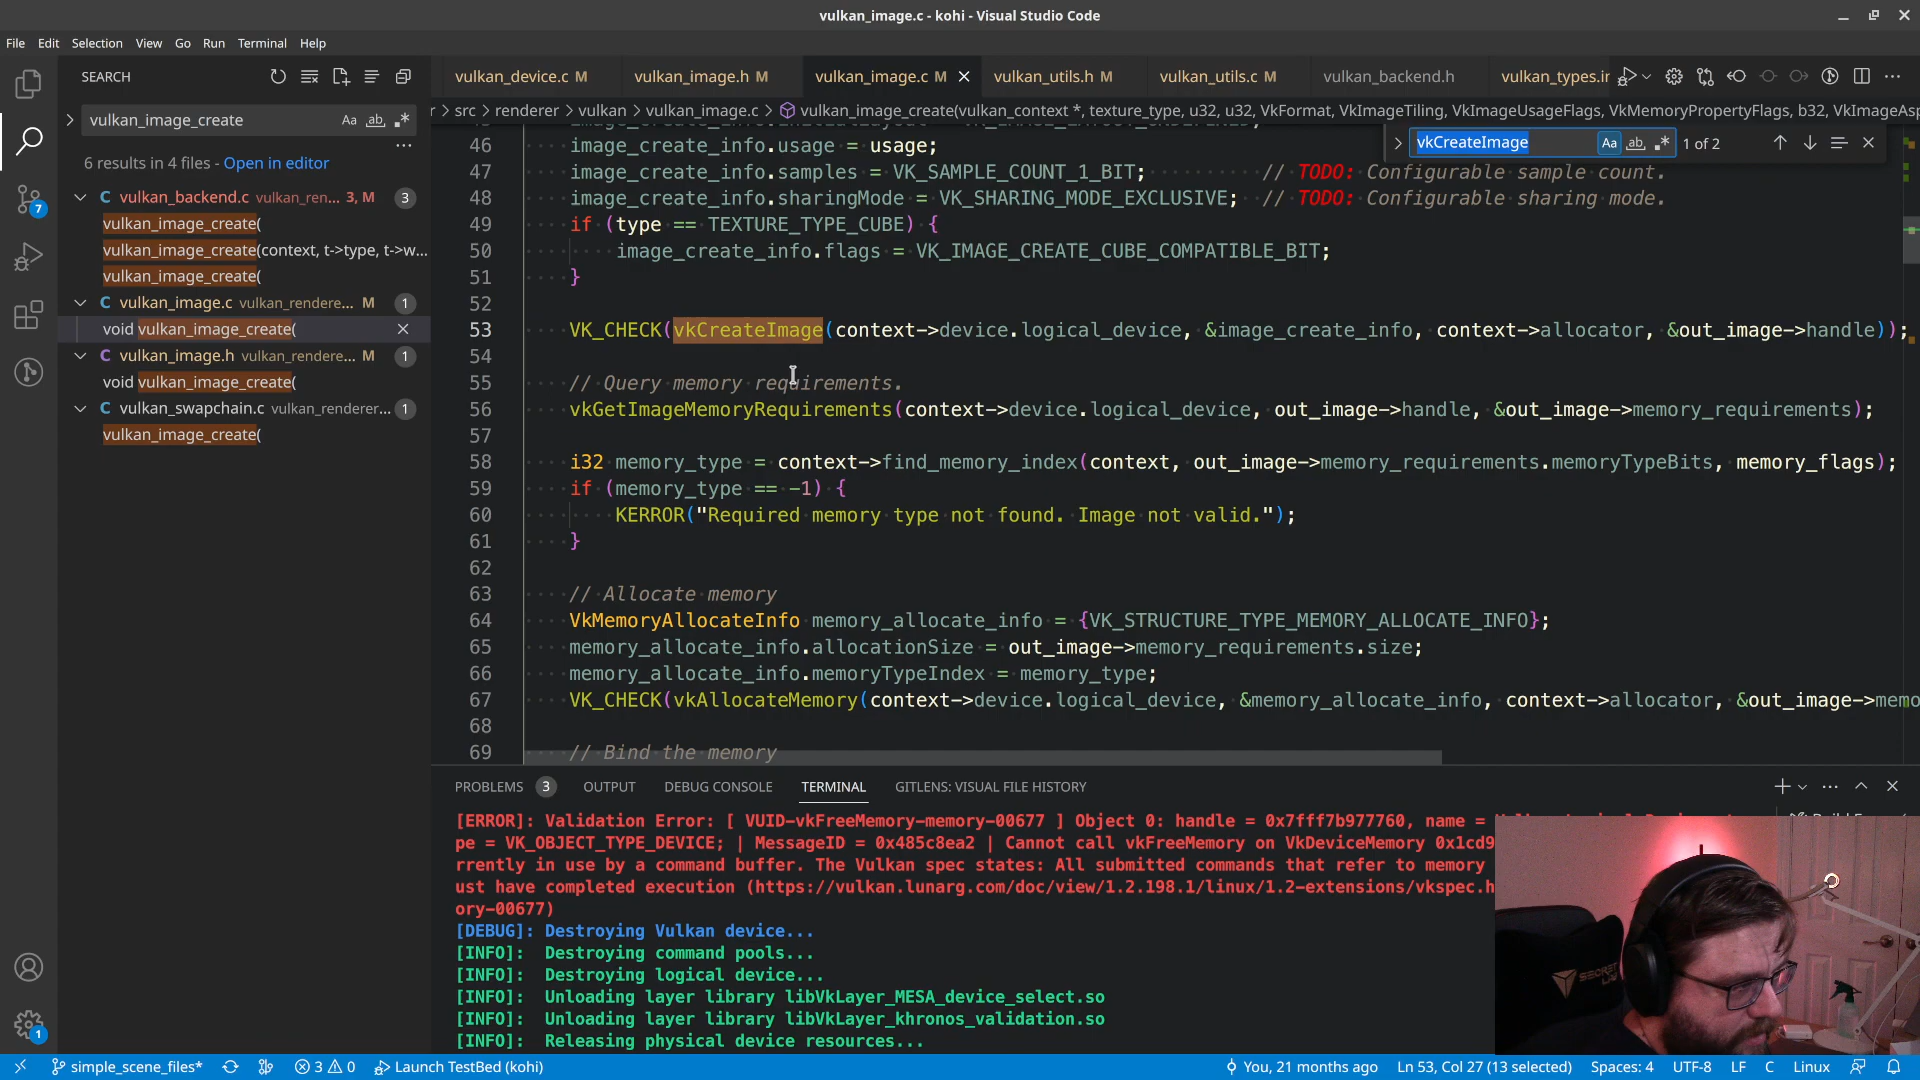 vulkan_image.c - kohi - Visual Studio Code
File Edit Selection View Go Run Terminal Help
SEARCH
vulkan_image_create
6 results in 4 files - Open in editor
vulkan_backend.c vulkan_ren... 3, M 3
vulkan_image_create(
vulkan_image_create(context, t->type, t->w...
vulkan_image_create(
vulkan_image.c vulkan_rendere... M 1
void vulkan_image_create(
vulkan_image.h vulkan_rendere... M 1
void vulkan_image_create(
vulkan_swapchain.c vulkan_renderer... 1
vulkan_image_create(
vulkan_device.c M vulkan_image.h M vulkan_image.c M vulkan_utils.h M vulkan_utils.c M vulkan_backend.h vulkan_types.in
r > src > renderer > vulkan > vulkan_image.c > vulkan_image_create(vulkan_context *, texture_type, u32, u32, VkFormat, VkImageTiling, VkImageUsageFlags, VkMemoryPropertyFlags, b32, VkImageAsp
vkCreateImage Aa ab 1 of 2
46 image_create_info.usage = usage;
47 image_create_info.samples = VK_SAMPLE_COUNT_1_BIT; // TODO: Configurable sample count.
48 image_create_info.sharingMode = VK_SHARING_MODE_EXCLUSIVE; // TODO: Configurable sharing mode.
49 if (type == TEXTURE_TYPE_CUBE) {
50 image_create_info.flags = VK_IMAGE_CREATE_CUBE_COMPATIBLE_BIT;
51 }
52
53 VK_CHECK(vkCreateImage(context->device.logical_device, &image_create_info, context->allocator, &out_image->handle));
54
55 // Query memory requirements.
56 vkGetImageMemoryRequirements(context->device.logical_device, out_image->handle, &out_image->memory_requirements);
57
58 i32 memory_type = context->find_memory_index(context, out_image->memory_requirements.memoryTypeBits, memory_flags);
59 if (memory_type == -1) {
60 KERROR("Required memory type not found. Image not valid.");
61 }
62
63 // Allocate memory
64 VkMemoryAllocateInfo memory_allocate_info = {VK_STRUCTURE_TYPE_MEMORY_ALLOCATE_INFO};
65 memory_allocate_info.allocationSize = out_image->memory_requirements.size;
66 memory_allocate_info.memoryTypeIndex = memory_type;
67 VK_CHECK(vkAllocateMemory(context->device.logical_device, &memory_allocate_info, context->allocator, &out_image->memo
68
69 // Bind the memory
PROBLEMS 3 OUTPUT DEBUG CONSOLE TERMINAL GITLENS: VISUAL FILE HISTORY
[ERROR]: Validation Error: [ VUID-vkFreeMemory-memory-00677 ] Object 0: handle = 0x7fff7b977760, name =
pe = VK_OBJECT_TYPE_DEVICE; | MessageID = 0x485c8ea2 | Cannot call vkFreeMemory on VkDeviceMemory 0x1cd9
rrently in use by a command buffer. The Vulkan spec states: All submitted commands that refer to memory
ust have completed execution (https://vulkan.lunarg.com/doc/view/1.2.198.1/linux/1.2-extensions/vkspec.h
ory-00677)
[DEBUG]: Destroying Vulkan device...
[INFO]: Destroying command pools...
[INFO]: Destroying logical device...
[INFO]: Unloading layer library libVkLayer_MESA_device_select.so
[INFO]: Unloading layer library libVkLayer_khronos_validation.so
[INFO]: Releasing physical device resources...
simple_scene_files* 3 0 Launch TestBed (kohi) You, 21 months ago Ln 53, Col 27 (13 selected) Spaces: 4 UTF-8 LF C Linux